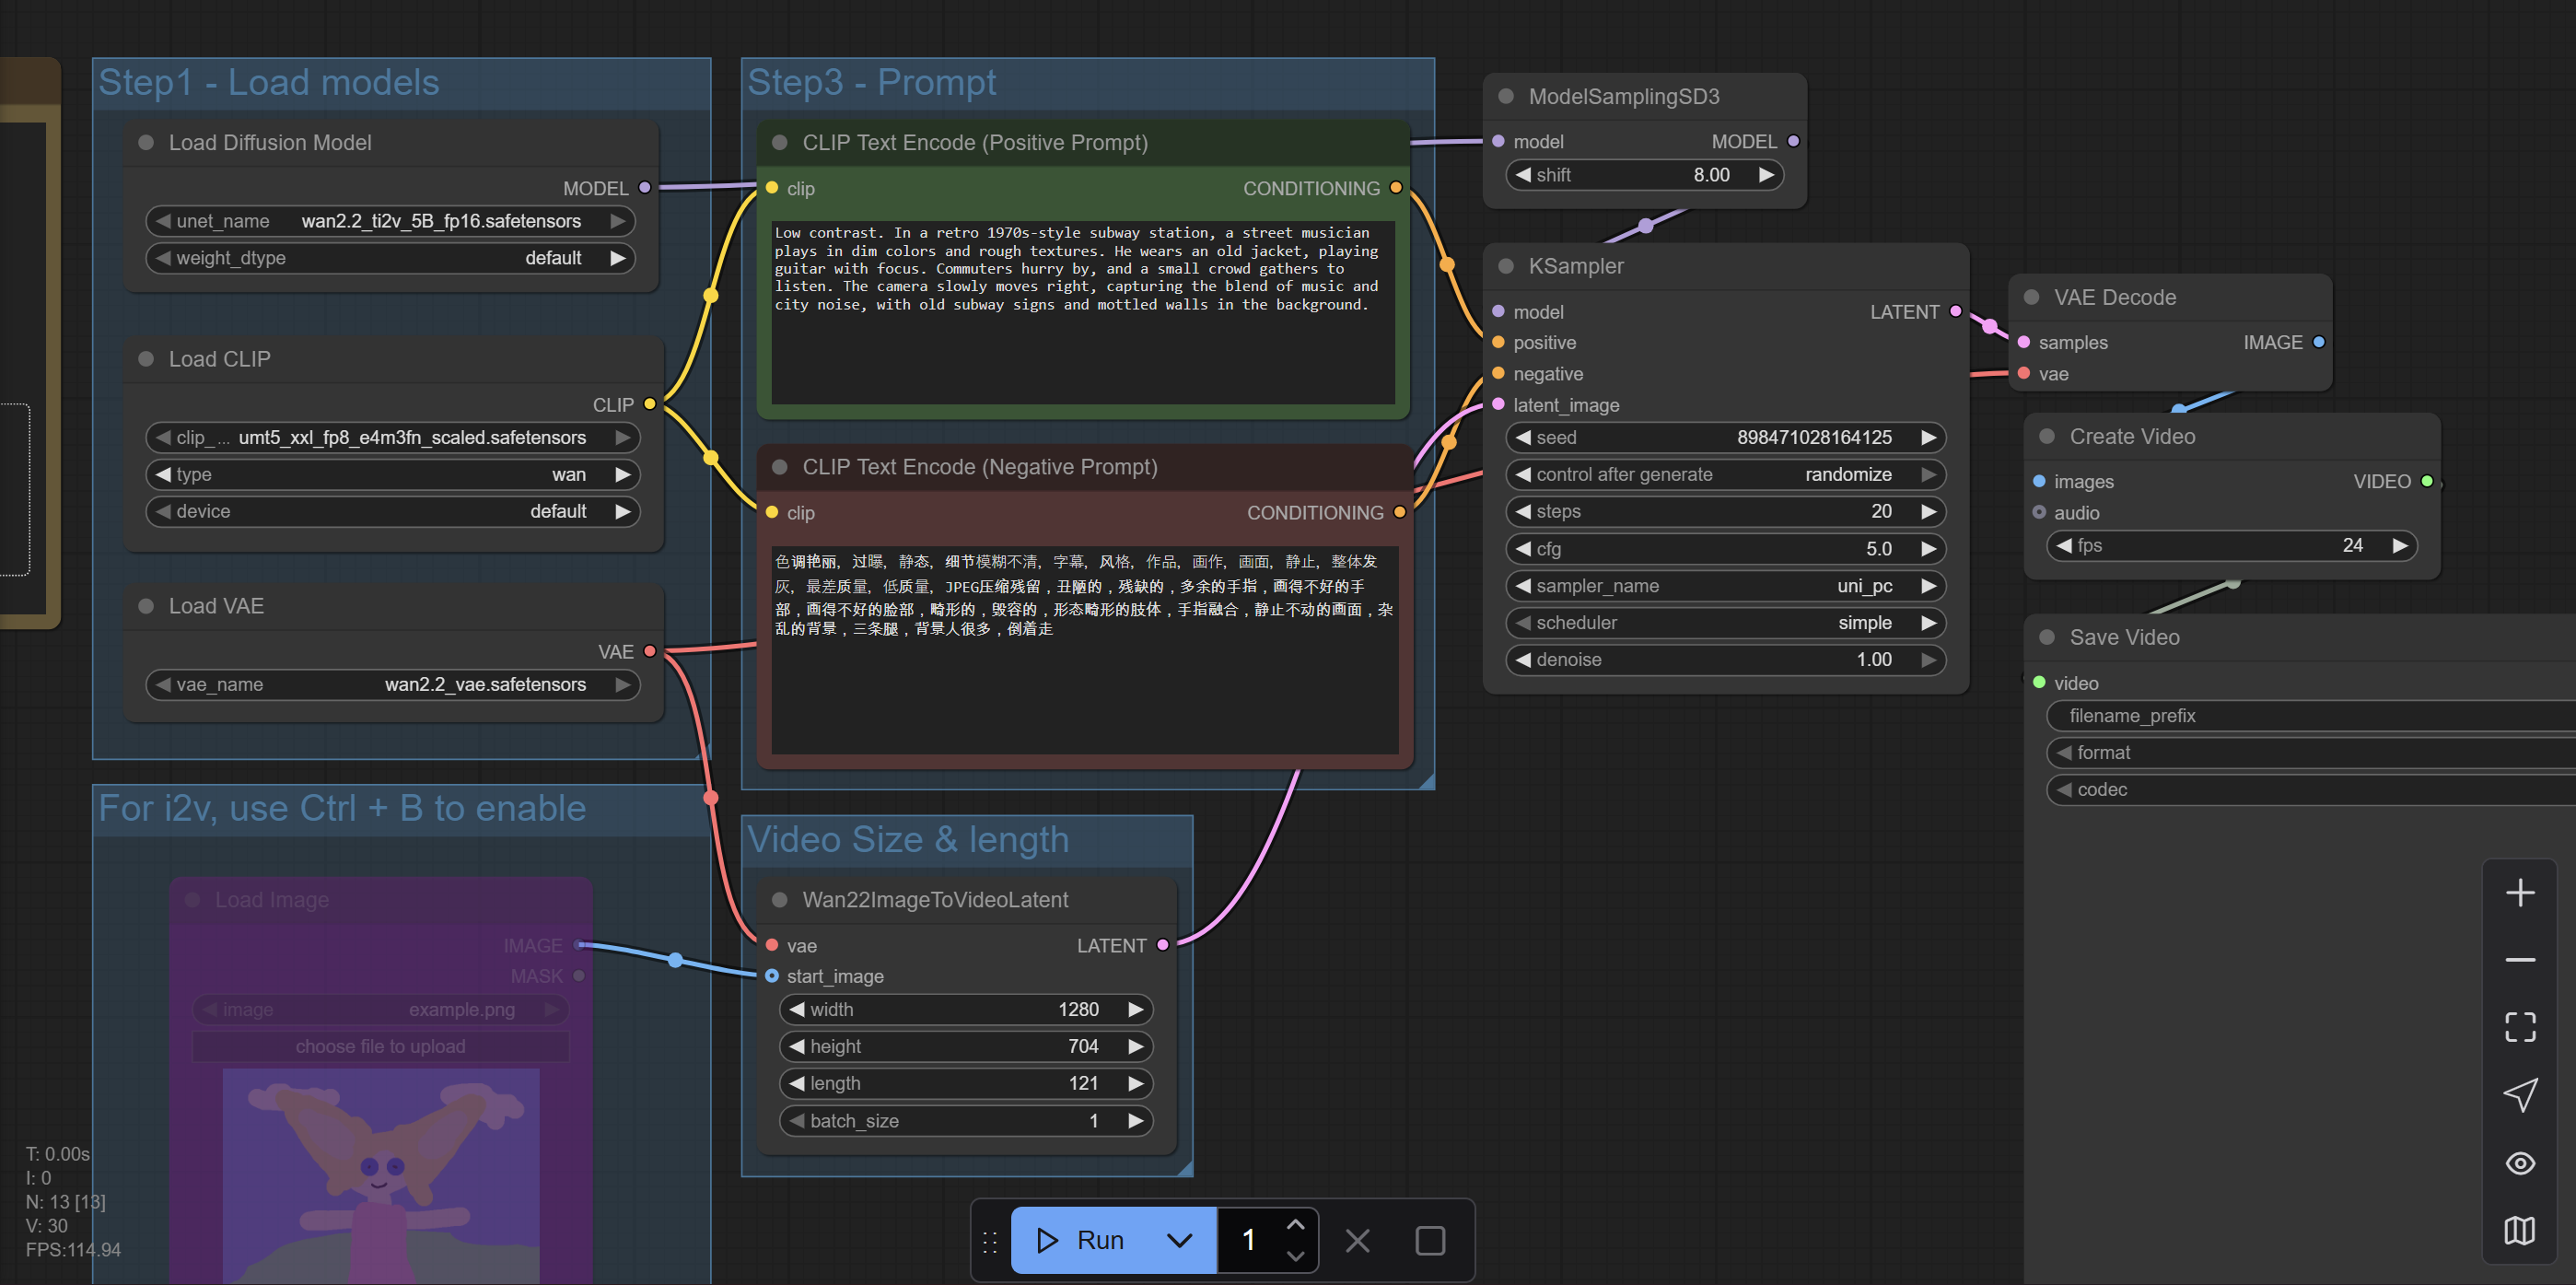 Step1 - Load models
Load Diffusion Model
MODEL
unet_name wan2.2_ti2v_5B_fp16.safetensors
weight_dtype default
Load CLIP
CLIP
clip_... umt5_xxl_fp8_e4m3fn_scaled.safetensors
type wan
device default
Load VAE
VAE
vae_name wan2.2_vae.safetensors
For i2v, use Ctrl + B to enable
Load Image
IMAGE
MASK
image example.png
choose file to upload
T: 0.00s
I: 0
N: 13 [13]
V: 30
FPS:114.94
Step3 - Prompt
CLIP Text Encode (Positive Prompt)
clip CONDITIONING
Low contrast. In a retro 1970s-style subway station, a street musician
plays in dim colors and rough textures. He wears an old jacket, playing
guitar with focus. Commuters hurry by, and a small crowd gathers to
listen. The camera slowly moves right, capturing the blend of music and
city noise, with old subway signs and mottled walls in the background.
CLIP Text Encode (Negative Prompt)
clip CONDITIONING
色调艳丽，过曝，静态，细节模糊不清，字幕，风格，作品，画作，画面，静止，整体发
灰，最差质量，低质量，JPEG压缩残留，丑陋的，残缺的，多余的手指，画得不好的手
部，画得不好的脸部，畸形的，毁容的，形态畸形的肢体，手指融合，静止不动的画面，杂
乱的背景，三条腿，背景人很多，倒着走
Video Size & length
Wan22ImageToVideoLatent
vae LATENT
start_image
width 1280
height 704
length 121
batch_size 1
ModelSamplingSD3
model MODEL
shift 8.00
KSampler
model LATENT
positive
negative
latent_image
seed 898471028164125
control after generate randomize
steps 20
cfg 5.0
sampler_name uni_pc
scheduler simple
denoise 1.00
VAE Decode
samples IMAGE
vae
Create Video
images VIDEO
audio
fps 24
Save Video
video
filename_prefix
format
codec
Run 1